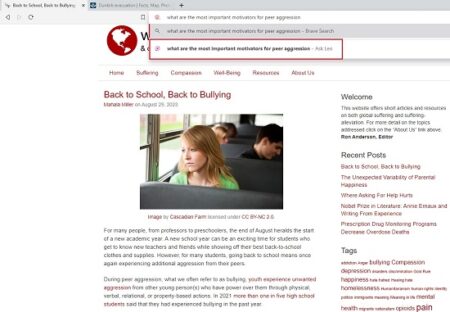 Back to School, Back to Bullying
what are the most important motivators for peer aggression
what are the most important motivators for peer aggression – Brave Search
what are the most important motivators for peer aggression – Ask Leo
W
&
Home Suffering Compassion Well-Being Resources About Us
Back to School, Back to Bullying
on August 29, 2023
Image by Cascadian Farm licensed under CC BY-NC 2.0
For many people, from professors to preschoolers, the end of August heralds the
start of a new academic year. A new school year can be an exciting time for students who
get to know new teachers and friends while showing off their best back-to-school
clothes and supplies. However, for many students, going back to school means once
again experiencing additional aggression from their peers.
During peer aggression, what we often refer to as bullying, youth experience unwanted
aggression from other young person(s) who have power over them through physical,
verbal, relational, or property-based actions. In 2021 more than one in five high school
students said that they had experienced bullying in the past year.
Welcome
This website offers short articles and resources
on both global suffering and suffering-
alleviation. For more detail on the topics
addressed click on the "About Us" link above.
Ron Anderson, Editor
Recent Posts
Back to School, Back to Bullying
The Unexpected Variability of Parental
Happiness
Where Asking For Help Hurts
Nobel Prize in Literature: Annie Ernaux and
Writing From Experience
Prescription Drug Monitoring Programs
Decrease Overdose Deaths
Tags
addiction Anger bullying Compassion
depression disasters discrimination Gold Rule
happiness hate hatred Hearing hate
homelessness Humanitarianism human rights identity
politics immigrants meaning Meaning in life mental
health migrants nationalism opioids pain